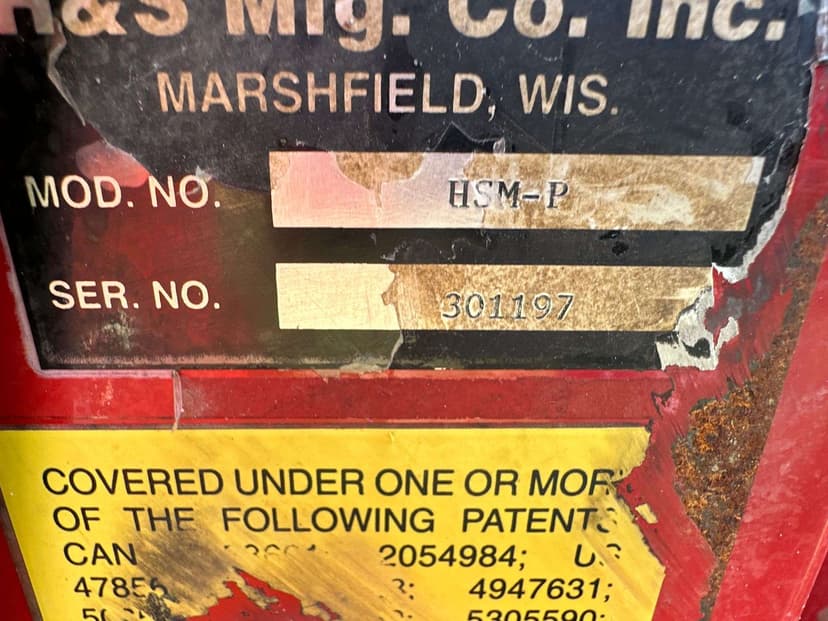 H&S Mfg. Co. Inc.
MARSHFIELD, WIS.
MOD. NO. HSM-P
SER. NO. 301197
COVERED UNDER ONE OR
OF THE FOLLOWING
CAN 2054984;
4947631;
5305590;